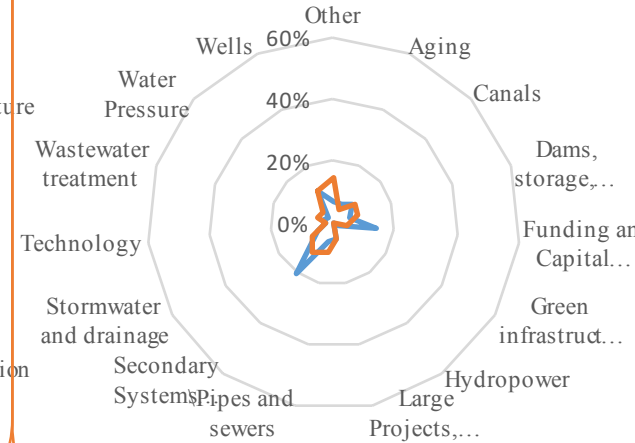 Other
60%
Wells
Aging
Water
Pressure
Canals
40%
ture
Wastewater
treatment
Dams,
storage,...
20%
0%
Technology
Funding an
Capital...
Stormwater
and drainage
Green
infrastruct...
ion
Secondary
Systems...
Hydropower
Pipes and
sewers
Large
Projects,...